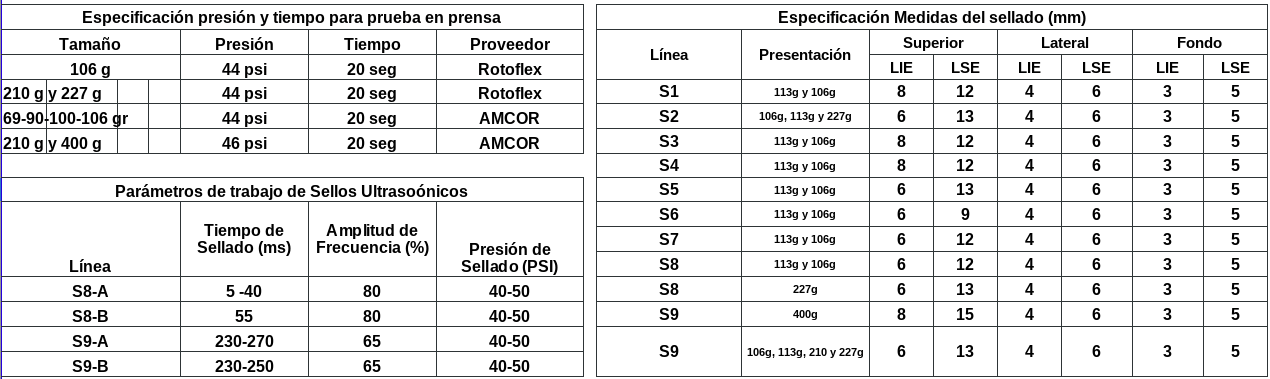 Especificación presión y tiempo para prueba en prensa
Tamaño Presión Tiempo Proveedor
106 g 44 psi 20 seg Rotoflex
210 g y 227 g 44 psi 20 seg Rotoflex
69-90-100-106 gr 44 psi 20 seg AMCOR
210 g y 400 g 46 psi 20 seg AMCOR
Parámetros de trabajo de Sellos Ultrasoónicos
Línea
Tiempo de
Sellado (ms)
Amplitud de
Frecuencia (%)
Presión de
Sellado (PSI)
S8-A 5 -40 80 40-50
S8-B 55 80 40-50
S9-A 230-270 65 40-50
S9-B 230-250 65 40-50
Especificación Medidas del sellado (mm)
Línea Presentación Superior Lateral Fondo
LIE LSE LIE LSE LIE LSE
S1 113g y 106g 8 12 4 6 3 5
S2 106g, 113g y 227g 6 13 4 6 3 5
S3 113g y 106g 8 12 4 6 3 5
S4 113g y 106g 8 12 4 6 3 5
S5 113g y 106g 6 13 4 6 3 5
S6 113g y 106g 6 9 4 6 3 5
S7 113g y 106g 6 12 4 6 3 5
S8 113g y 106g 6 12 4 6 3 5
S8 227g 6 13 4 6 3 5
S9 400g 8 15 4 6 3 5
S9 106g, 113g, 210 y 227g 6 13 4 6 3 5